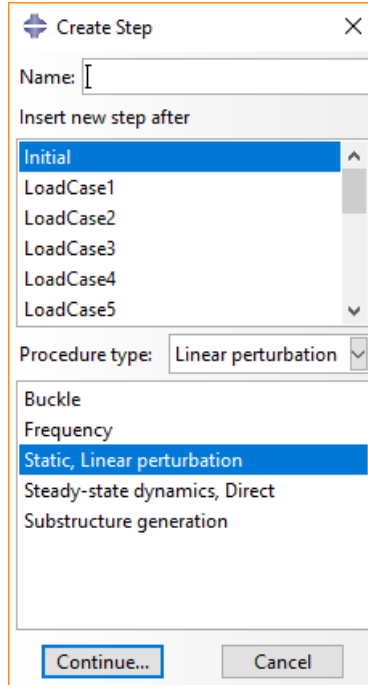 Create Step
Name:
Insert new step after
Initial
LoadCase1
LoadCase2
LoadCase3
LoadCase4
LoadCase5
Procedure type: Linear perturbation
Buckle
Frequency
Static, Linear perturbation
Steady-state dynamics, Direct
Substructure generation
Continue... Cancel